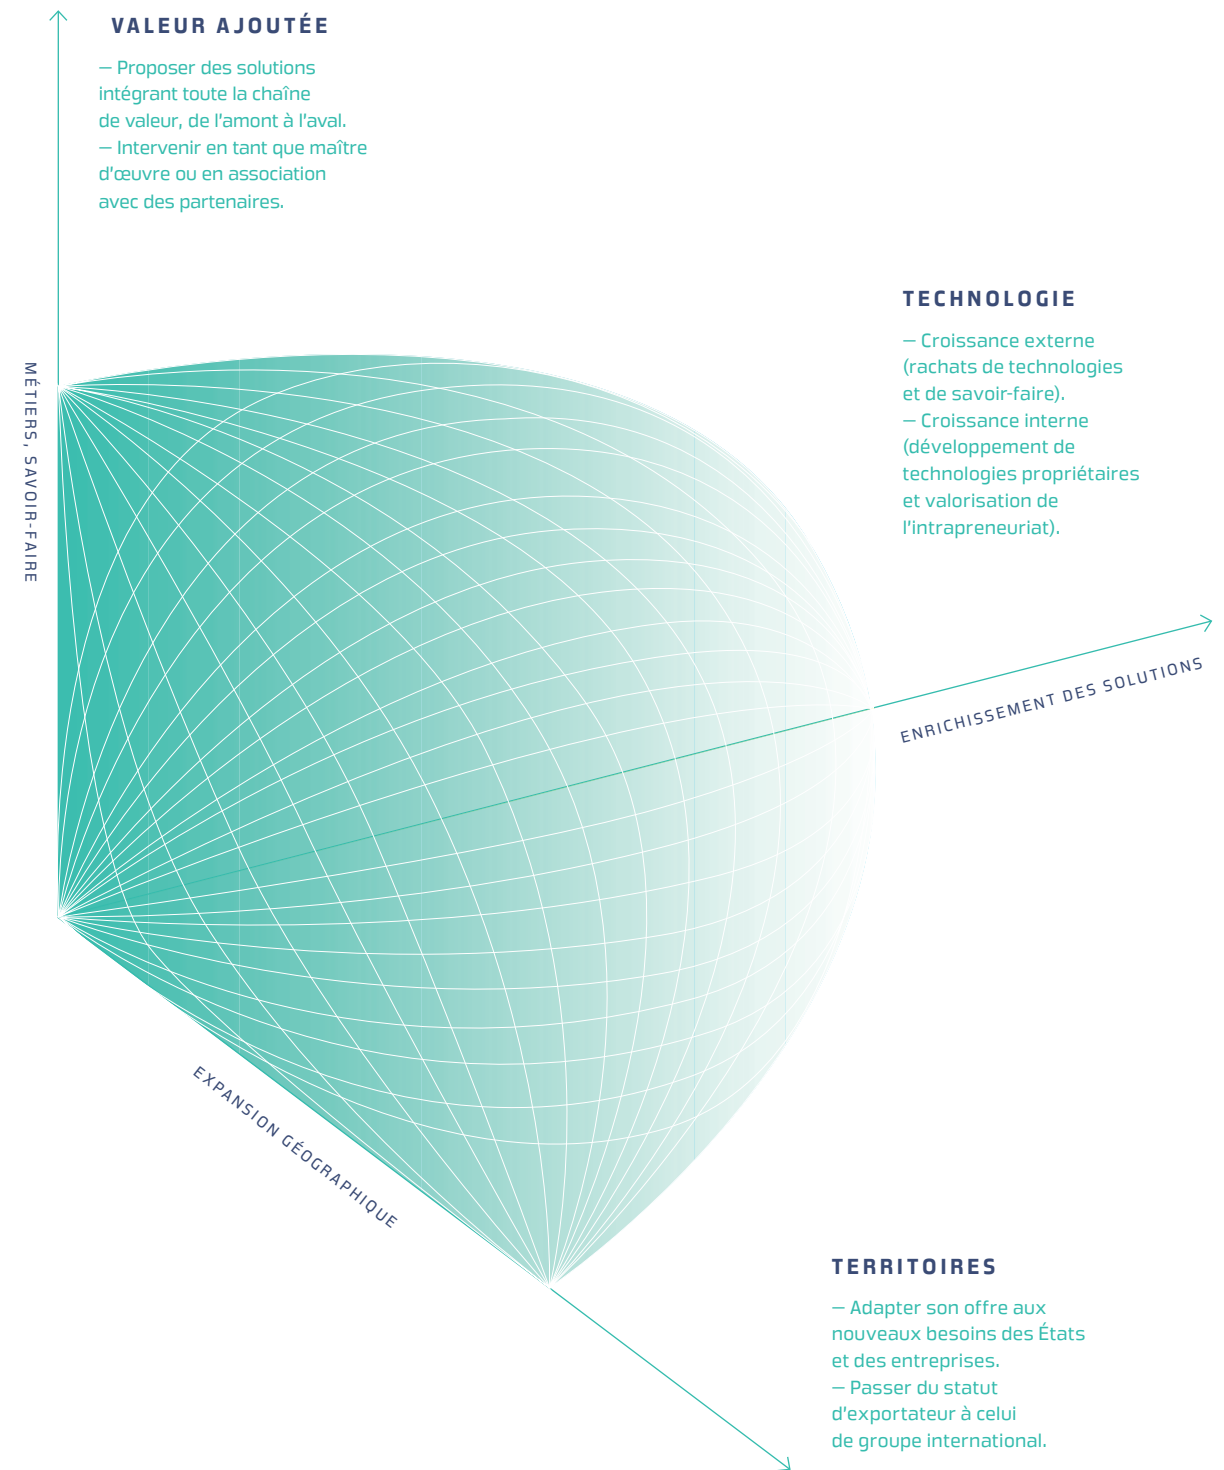 VALEUR AJOUTÉE
— Proposer des solutions
intégrant toute la chaîne
de valeur, de l'amont à l'aval.
— Intervenir en tant que maître
d'œuvre ou en association
avec des partenaires.
TECHNOLOGIE
— Croissance externe
(rachats de technologies
et de savoir-faire).
— Croissance interne
(développement de
technologies propriétaires
et valorisation de
l'intrapreneuriat).
MÉTIERS, SAVOIR-FAIRE
ENRICHISSEMENT DES SOLUTIONS
EXPANSION GÉOGRAPHIQUE
TERRITOIRES
— Adapter son offre aux
nouveaux besoins des États
et des entreprises.
— Passer du statut
d'exportateur à celui
de groupe international.